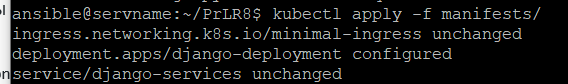 ansible@servname:~/PrLR8$ kubectl apply -f manifests/
ingress.networking.k8s.io/minimal-ingress unchanged
deployment.apps/django-deployment configured
service/django-services unchanged